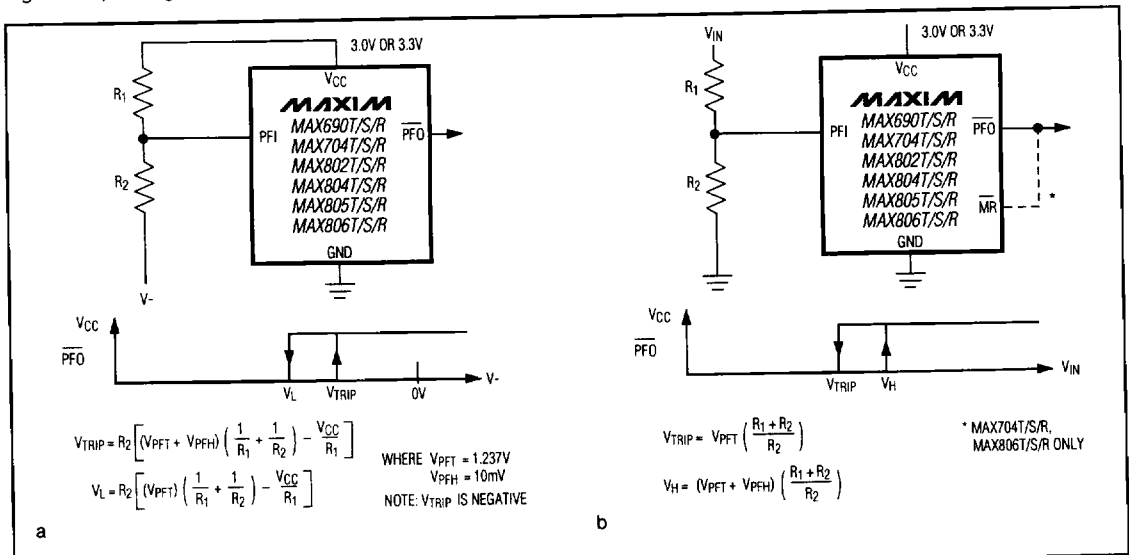 3.0V OR 3.3V
VCC
R1
MAXIM
MAX690T/S/R
MAX704T/S/R
MAX802T/S/R
MAX804T/S/R
MAX805T/S/R
MAX806T/S/R
PFI
PFO
R2
GND
V-
VCC
PFO
VL
VTRIP
0V
V-
VTRIP = R2 [(VPFT + VPFH) (1/R1 + 1/R2) – VCC/R1]
VL = R2 [(VPFT) (1/R1 + 1/R2) – VCC/R1]
WHERE VPFT = 1.237V
VPFH = 10mV
NOTE: VTRIP IS NEGATIVE
a
VIN
3.0V OR 3.3V
VCC
R1
MAXIM
MAX690T/S/R
MAX704T/S/R
MAX802T/S/R
MAX804T/S/R
MAX805T/S/R
MAX806T/S/R
PFI
PFO
R2
MR
*
GND
VCC
PFO
VTRIP
VH
VIN
VTRIP = VPFT (R1 + R2/R2)
VH = (VPFT + VPFH) (R1 + R2/R2)
* MAX704T/S/R,
MAX806T/S/R ONLY
b